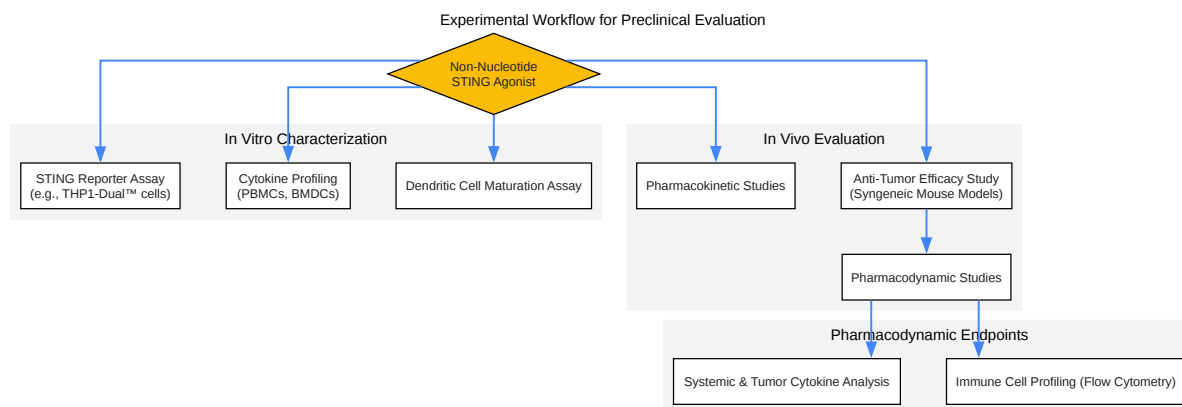 Experimental Workflow for Preclinical Evaluation
Non-Nucleotide
STING Agonist
In Vitro Characterization
In Vivo Evaluation
STING Reporter Assay
(e.g., THP1-Dual™ cells)
Cytokine Profiling
(PBMCs, BMDCs)
Dendritic Cell Maturation Assay
Pharmacokinetic Studies
Anti-Tumor Efficacy Study
(Syngeneic Mouse Models)
Pharmacodynamic Studies
Pharmacodynamic Endpoints
Systemic & Tumor Cytokine Analysis
Immune Cell Profiling (Flow Cytometry)